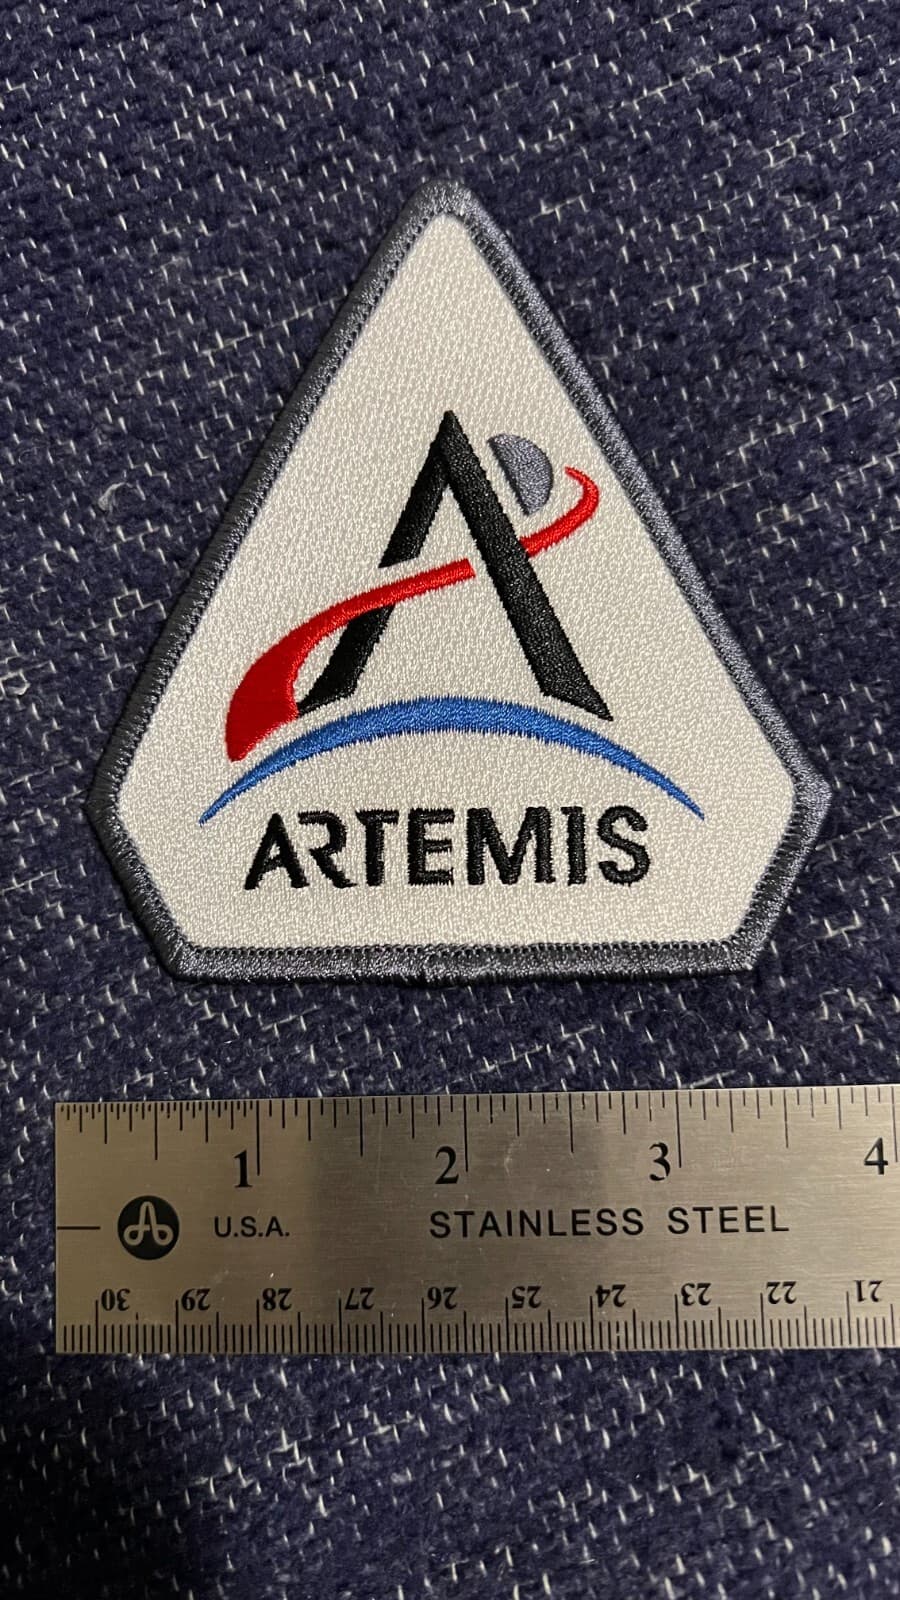 ARTEMIS
1 2 3 4
U.S.A. STAINLESS STEEL
30 29 28 27 26 25 24 23 22 21